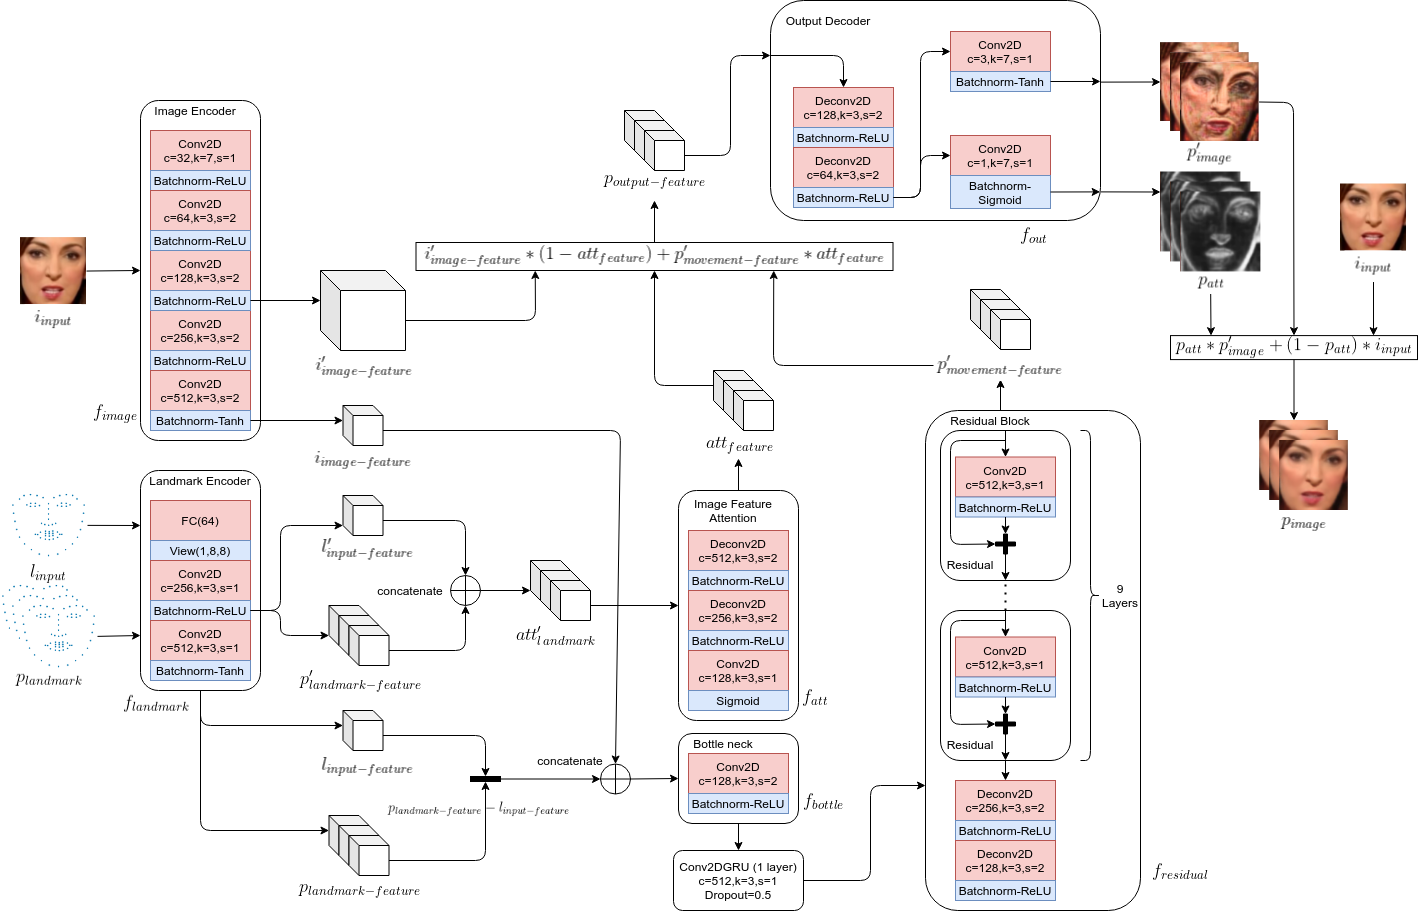 Image Encoder
Conv2D
c=32,k=7,s=1
Batchnorm-ReLU
Conv2D
c=64,k=3,s=2
Batchnorm-ReLU
Conv2D
c=128,k=3,s=2
Batchnorm-ReLU
Conv2D
c=256,k=3,s=2
Batchnorm-ReLU
Conv2D
c=512,k=3,s=2
Batchnorm-Tanh
f_{image}
i_{input}
i'_{image-feature}
i_{image-feature}
Landmark Encoder
FC(64)
View(1,8,8)
Conv2D
c=256,k=3,s=1
Batchnorm-ReLU
Conv2D
c=512,k=3,s=1
Batchnorm-Tanh
f_{landmark}
l_{input}
p_{landmark}
l'_{input-feature}
p'_{landmark-feature}
concatenate
att'_{landmark}
l_{input-feature}
p_{landmark-feature}
p_{landmark-feature} - l_{input-feature}
concatenate
Image Feature
Attention
Deconv2D
c=512,k=3,s=2
Batchnorm-ReLU
Deconv2D
c=256,k=3,s=2
Batchnorm-ReLU
Conv2D
c=128,k=3,s=1
Sigmoid
f_{att}
att_{feature}
Bottle neck
Conv2D
c=128,k=3,s=2
Batchnorm-ReLU
f_{bottle}
Conv2DGRU (1 layer)
c=512,k=3,s=1
Dropout=0.5
Residual Block
Conv2D
c=512,k=3,s=1
Batchnorm-ReLU
Residual
Conv2D
c=512,k=3,s=1
Batchnorm-ReLU
Residual
9
Layers
Deconv2D
c=256,k=3,s=2
Batchnorm-ReLU
Deconv2D
c=128,k=3,s=2
Batchnorm-ReLU
f_{residual}
p'_{movement-feature}
i'_{image-feature} * (1 - att_{feature}) + p'_{movement-feature} * att_{feature}
p_{output-feature}
Output Decoder
Deconv2D
c=128,k=3,s=2
Batchnorm-ReLU
Deconv2D
c=64,k=3,s=2
Batchnorm-ReLU
Conv2D
c=3,k=7,s=1
Batchnorm-Tanh
Conv2D
c=1,k=7,s=1
Batchnorm-
Sigmoid
f_{out}
p'_{image}
p_{att}
i_{input}
p_{att} * p'_{image} + (1 - p_{att}) * i_{input}
p_{image}